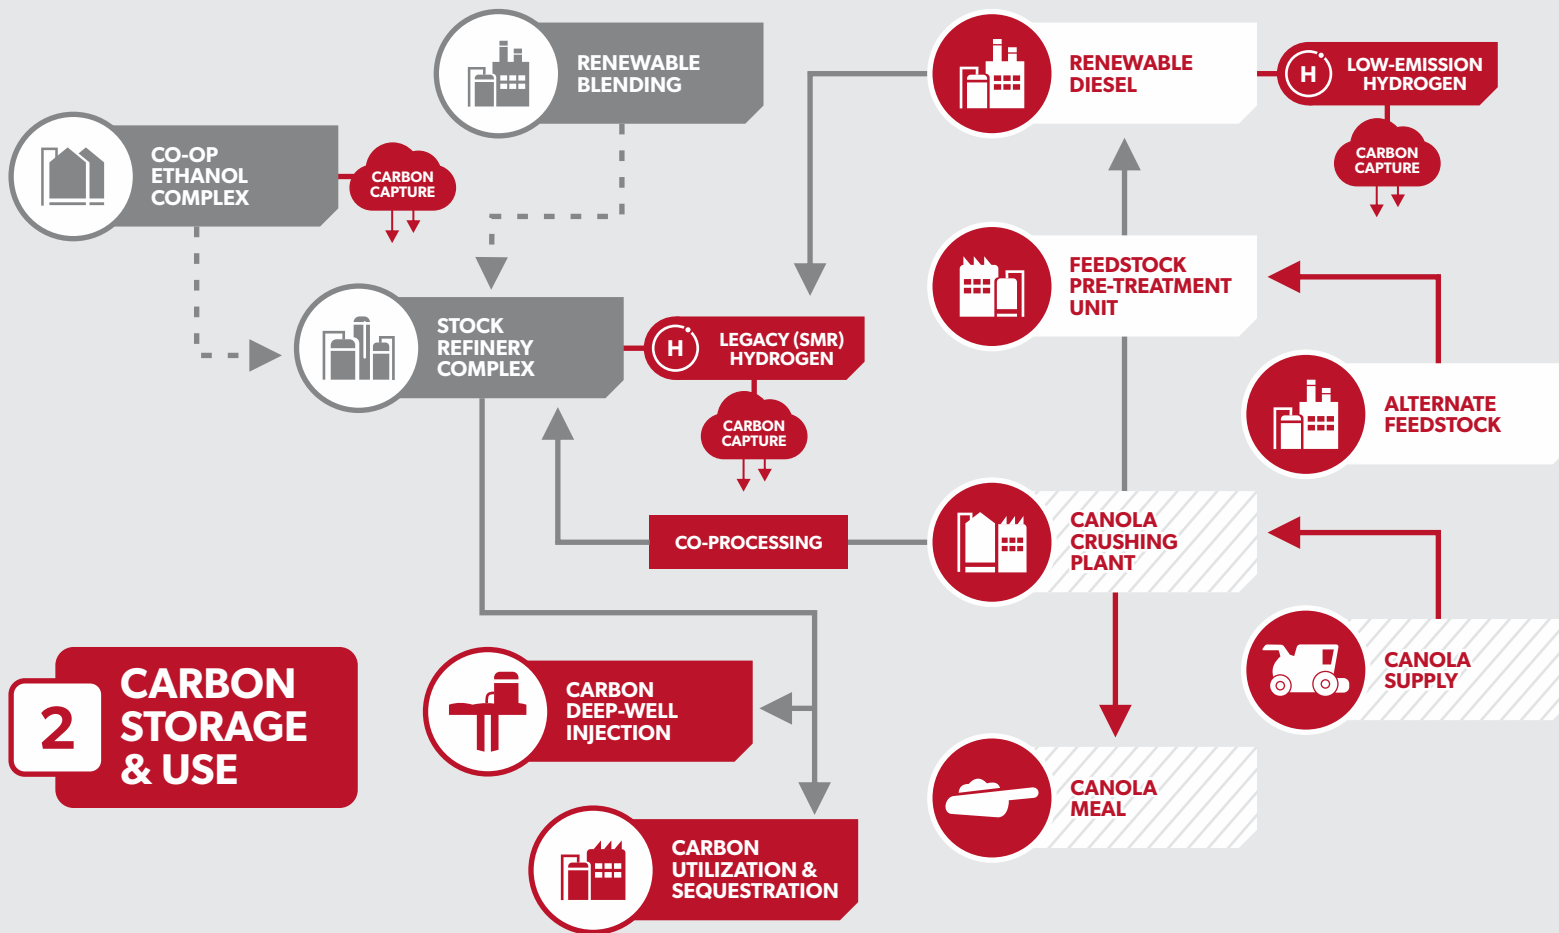 RENEWABLE
BLENDING
RENEWABLE
DIESEL
H
LOW-EMISSION
HYDROGEN
CARBON
CAPTURE
CO-OP
ETHANOL
COMPLEX
CARBON
CAPTURE
FEEDSTOCK
PRE-TREATMENT
UNIT
STOCK
REFINERY
COMPLEX
H
LEGACY (SMR)
HYDROGEN
CARBON
CAPTURE
ALTERNATE
FEEDSTOCK
CO-PROCESSING
CANOLA
CRUSHING
PLANT
CANOLA
SUPPLY
2
CARBON
STORAGE
& USE
CARBON
DEEP-WELL
INJECTION
CANOLA
MEAL
CARBON
UTILIZATION &
SEQUESTRATION